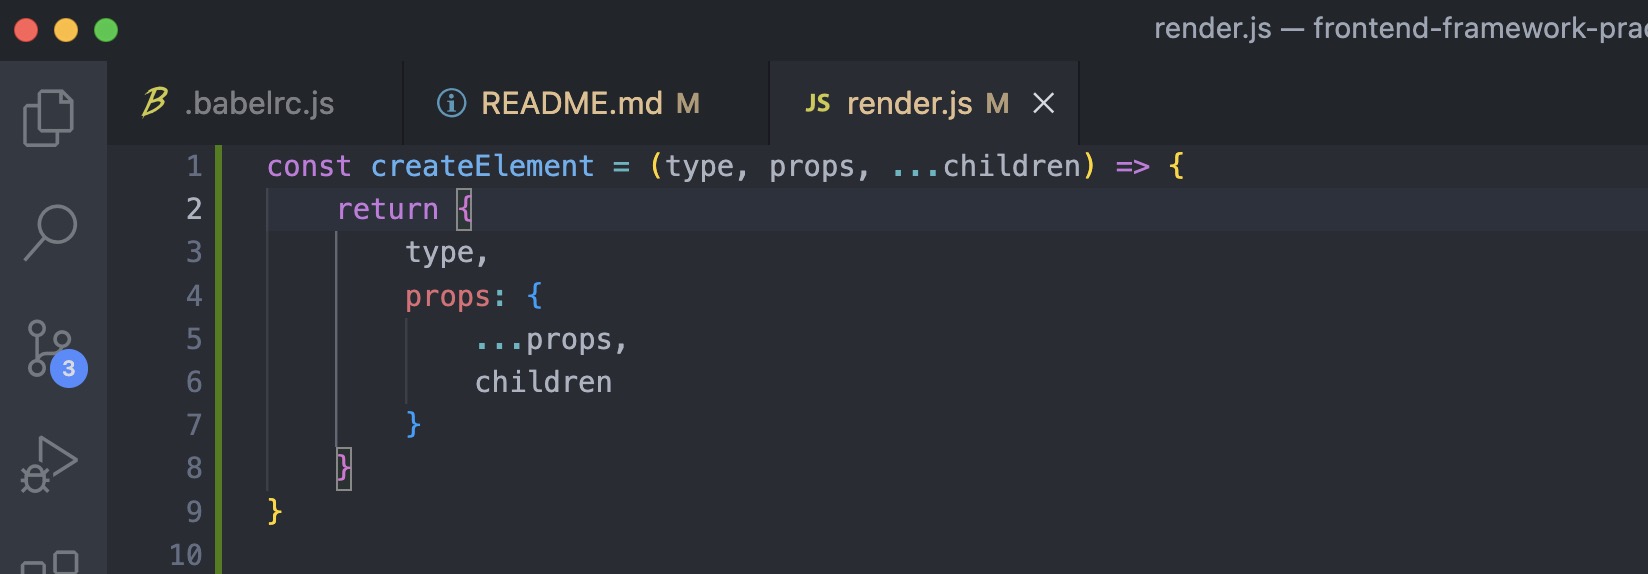 render.js — frontend-framework-prac
.babelrc.js README.md M JS render.js M
1 const createElement = (type, props, ...children) => {
2 return {
3 type,
4 props: {
5 ...props,
6 children
7 }
8 }
9 }
10
3